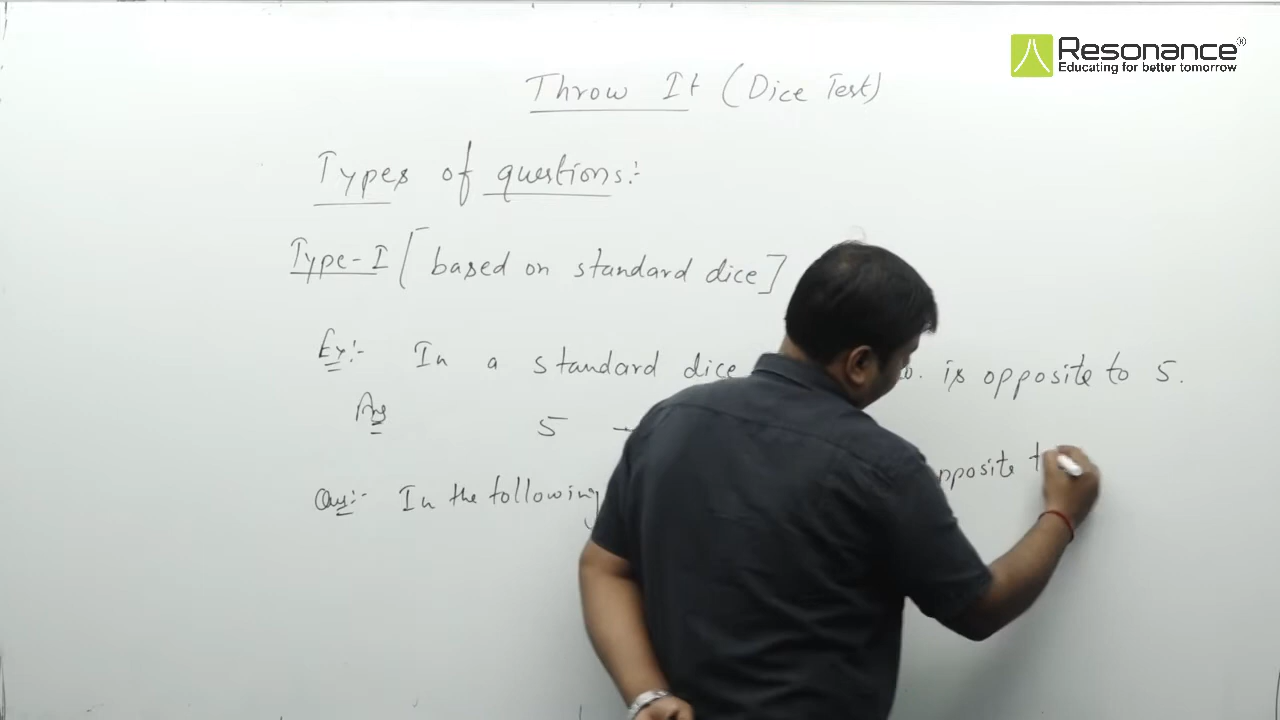 Resonance®
Educating for better tomorrow
Throw It (Dice Test)
Types of questions:-
Type-I [based on standard dice]
Ex:- In a standard dice is opposite to 5.
Ans
5
Que:- In the following pposite t